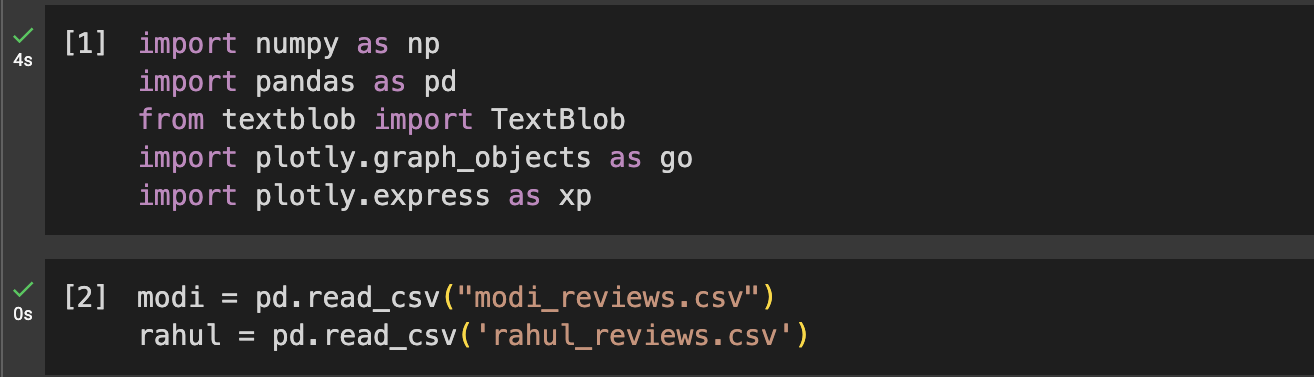 [1] import numpy as np
import pandas as pd
from textblob import TextBlob
import plotly.graph_objects as go
import plotly.express as xp
4s
[2] modi = pd.read_csv("modi_reviews.csv")
rahul = pd.read_csv('rahul_reviews.csv')
0s